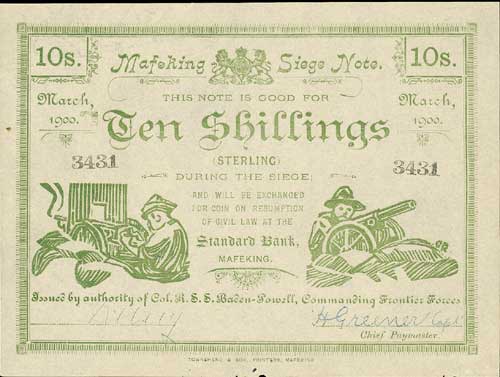 10s. Mafeking Siege Note. 10s.
March, 1900. THIS NOTE IS GOOD FOR March, 1900.
Ten Shillings
3431 (STERLING) 3431
DURING THE SIEGE;
AND WILL BE EXCHANGED
FOR COIN ON RESUMPTION
OF CIVIL LAW AT THE
Standard Bank,
MAFEKING.
Issued by authority of Col. R. S. S. Baden-Powell, Commanding Frontier Forces
H Greener Capt
Chief Paymaster.
TOWNSHEND & SON, PRINTERS, MAFEKING